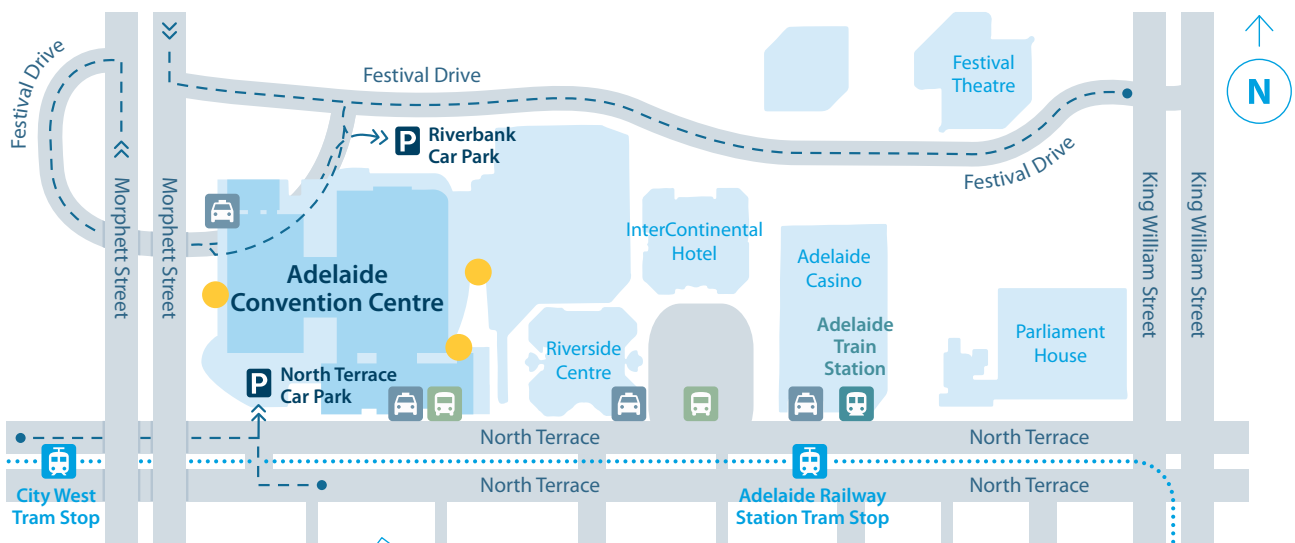 Festival Drive
Festival Drive
Festival
Theatre
N
P
Riverbank
Car Park
Festival Drive
Morphett Street
Morphett Street
King William Street
King William Street
InterContinental
Hotel
Adelaide
Casino
Adelaide
Convention Centre
Adelaide
Train
Station
Parliament
House
Riverside
Centre
P
North Terrace
Car Park
North Terrace
North Terrace
North Terrace
North Terrace
City West
Tram Stop
Adelaide Railway
Station Tram Stop